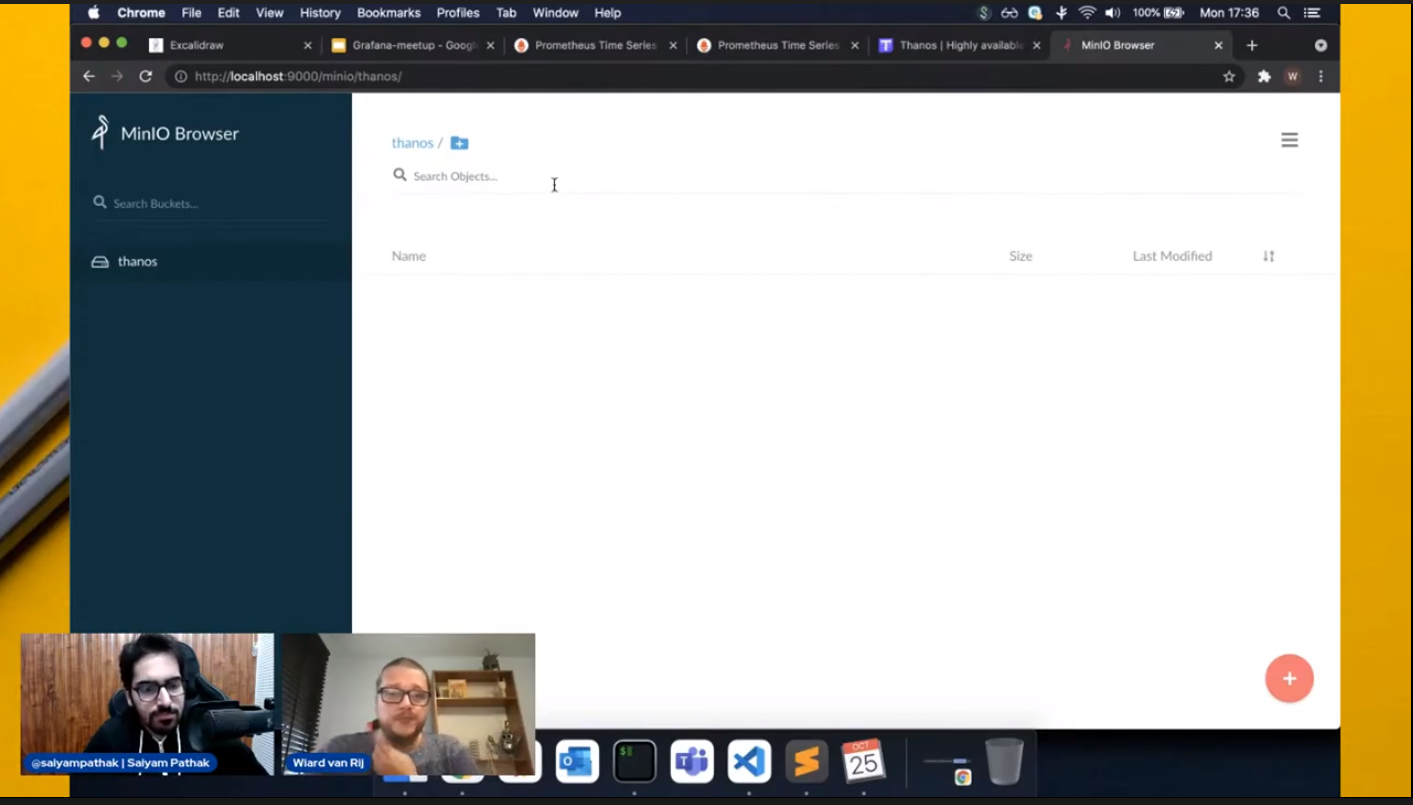 Chrome File Edit View History Bookmarks Profiles Tab Window Help 100% Mon 17:36
Excalidraw Grafana-meetup - Googl Prometheus Time Series Prometheus Time Series Thanos | Highly available MinIO Browser
http://localhost:9000/minio/thanos/ W
MinIO Browser
Search Buckets...
thanos
thanos /
Search Objects...
Name Size Last Modified
+
@saiyampathak | Saiyam Pathak
Wiard van Rij
OCT
25